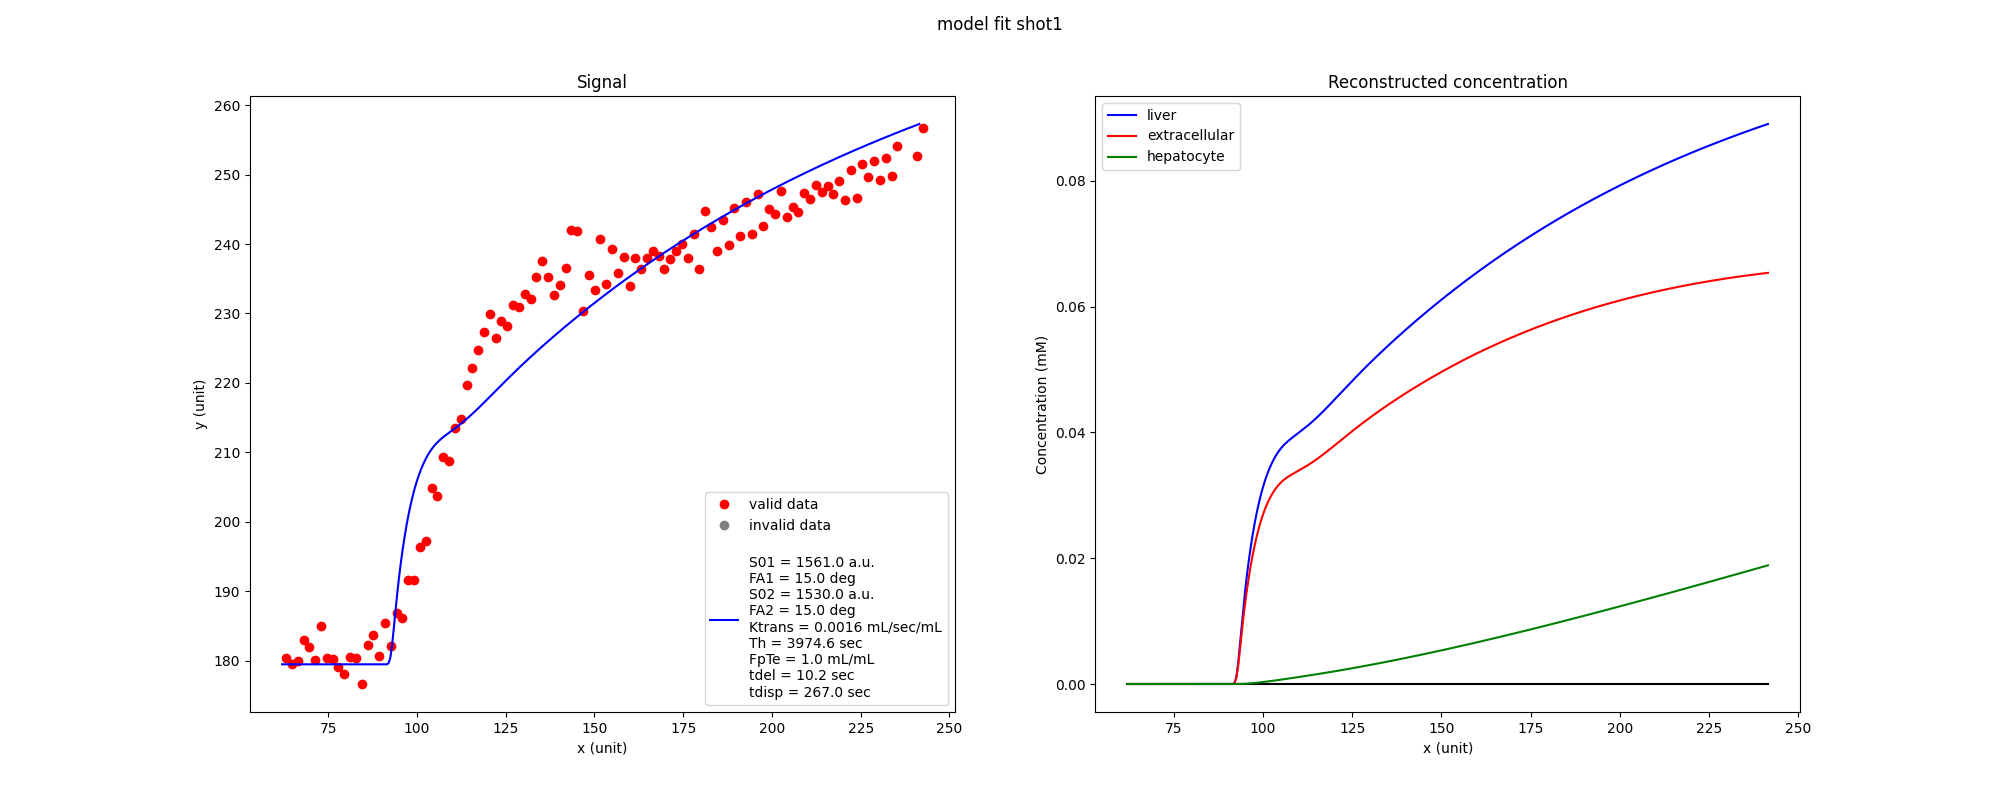 model fit shot1
Signal
260
250
240
230
220
210
200
190
180
y (unit)
valid data
invalid data
S01 = 1561.0 a.u.
FA1 = 15.0 deg
S02 = 1530.0 a.u.
FA2 = 15.0 deg
Ktrans = 0.0016 mL/sec/mL
Th = 3974.6 sec
FpTe = 1.0 mL/mL
tdel = 10.2 sec
tdisp = 267.0 sec
75 100 125 150 175 200 225 250
x (unit)
Reconstructed concentration
liver
extracellular
hepatocyte
0.08
0.06
0.04
0.02
0.00
Concentration (mM)
75 100 125 150 175 200 225 250
x (unit)